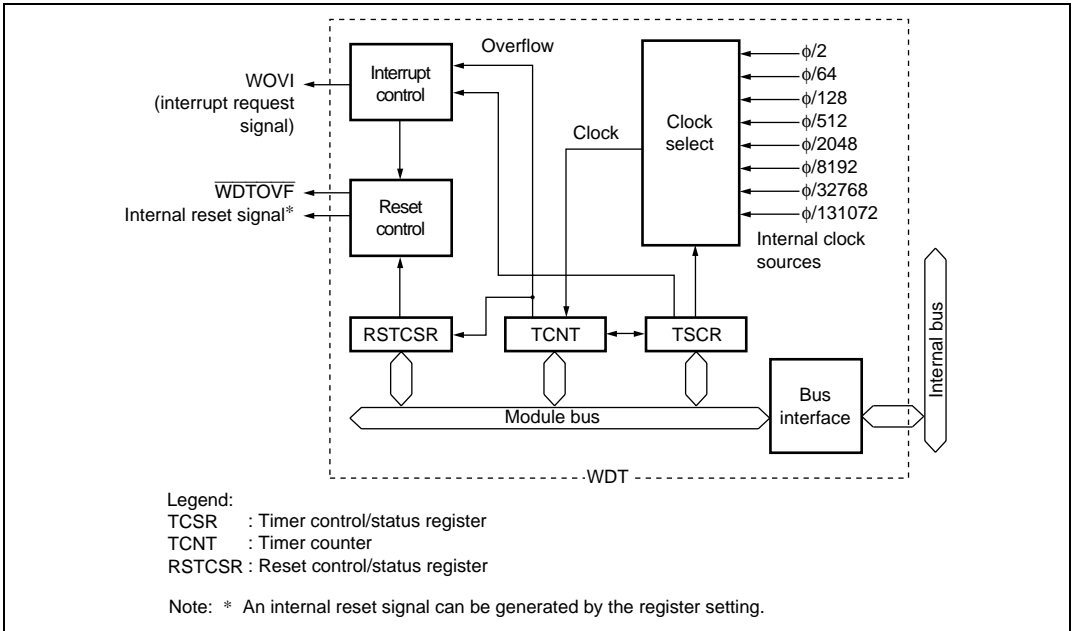 Overflow
WOVI
(interrupt request
signal)
Interrupt
control
WDTOVF
Internal reset signal*
Reset
control
Clock
Clock
select
φ/2
φ/64
φ/128
φ/512
φ/2048
φ/8192
φ/32768
φ/131072
Internal clock
sources
RSTCSR
TCNT
TSCR
Module bus
Bus
interface
Internal bus
WDT
Legend:
TCSR : Timer control/status register
TCNT : Timer counter
RSTCSR : Reset control/status register
Note: * An internal reset signal can be generated by the register setting.